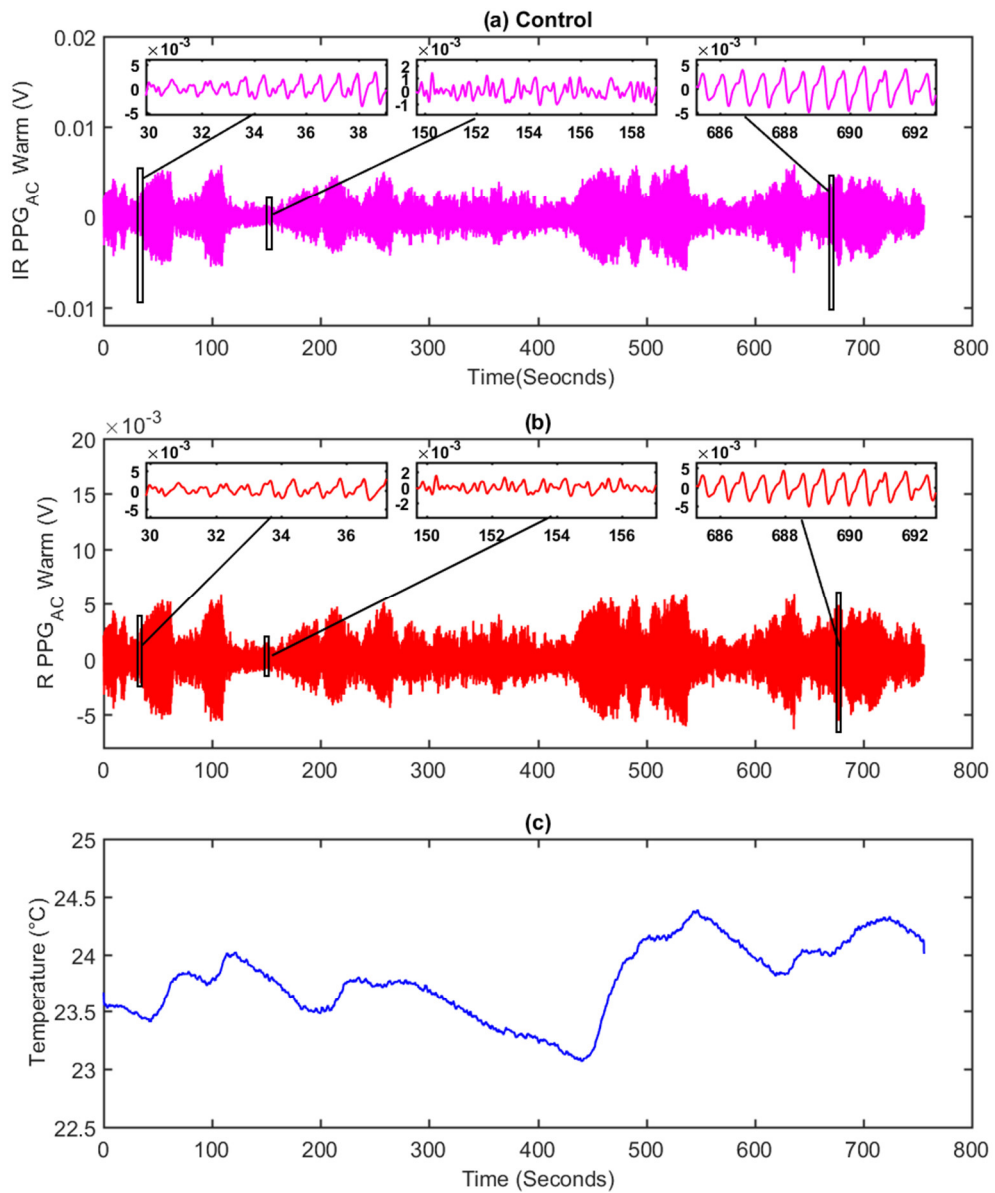 (a) Control
0.02
0.01
0
-0.01
IR PPG_AC Warm (V)
×10^-3
5
0
-5
30 32 34 36 38
×10^-3
2
1
0
-1
150 152 154 156 158
×10^-3
5
0
-5
686 688 690 692
0 100 200 300 400 500 600 700 800
Time(Seocnds)
(b)
×10^-3
20
15
10
5
0
-5
R PPG_AC Warm (V)
×10^-3
5
0
-5
30 32 34 36
×10^-3
2
0
-2
150 152 154 156
×10^-3
5
0
-5
686 688 690 692
0 100 200 300 400 500 600 700 800
(c)
25
24.5
24
23.5
23
22.5
Temperature (°C)
0 100 200 300 400 500 600 700 800
Time (Seconds)